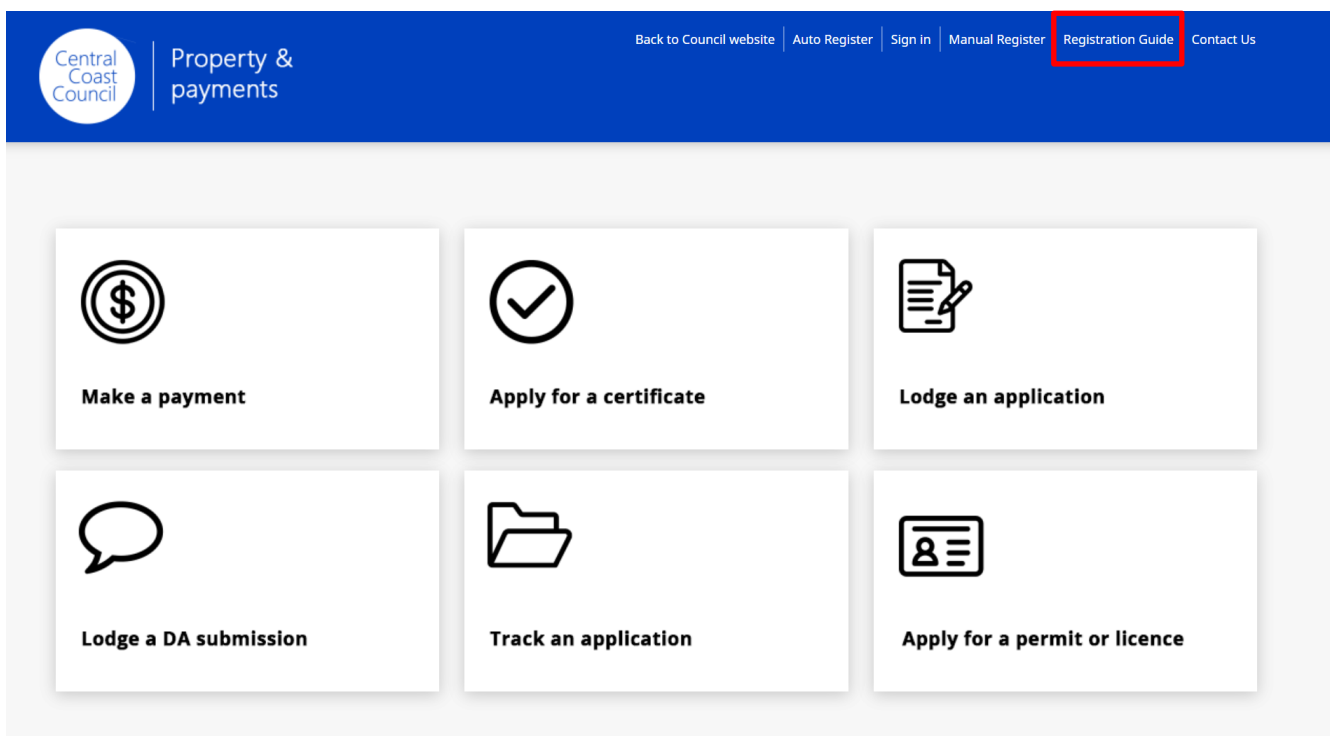 Central
Coast
Council
Property &
payments
Back to Council website Auto Register Sign in Manual Register Registration Guide Contact Us
$
Make a payment
Apply for a certificate
Lodge an application
Lodge a DA submission
Track an application
Apply for a permit or licence